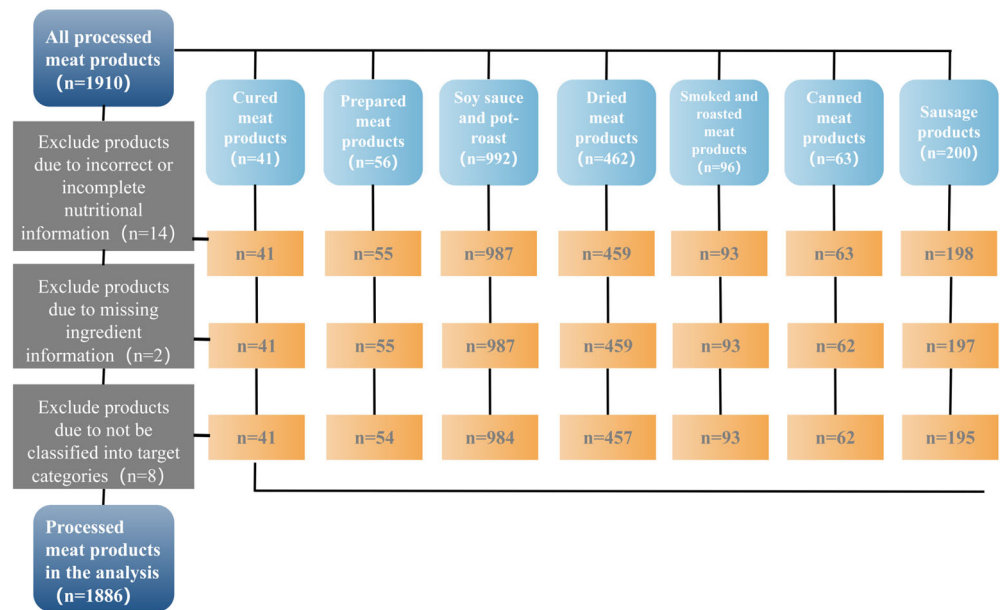 All processed
meat products
（n=1910）
Cured
meat
products
（n=41）
Prepared
meat
products
（n=56）
Soy sauce
and pot-
roast
（n=992）
Dried
meat
products
（n=462）
Smoked and
roasted
meat
products
（n=96）
Canned
meat
products
（n=63）
Sausage
products
（n=200）
Exclude products
due to incorrect or
incomplete
nutritional
information（n=14）
n=41
n=55
n=987
n=459
n=93
n=63
n=198
Exclude products
due to missing
ingredient
information（n=2）
n=41
n=55
n=987
n=459
n=93
n=62
n=197
Exclude products
due to not be
classified into target
categories（n=8）
n=41
n=54
n=984
n=457
n=93
n=62
n=195
Processed
meat products
in the analysis
（n=1886）